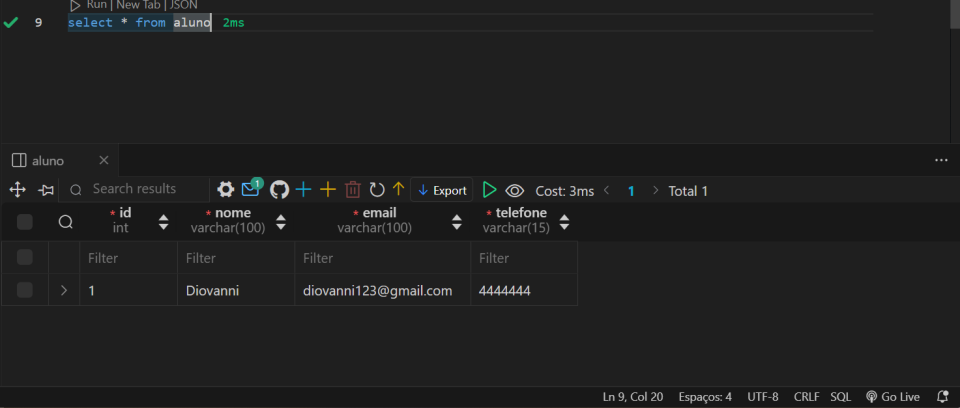 Run | New Tab | JSON
9 select * from aluno 2ms
aluno
Search results 1 Export Cost: 3ms 1 Total 1
* id * nome * email * telefone
int varchar(100) varchar(100) varchar(15)
Filter Filter Filter Filter
1 Diovanni diovanni123@gmail.com 4444444
Ln 9, Col 20 Espaços: 4 UTF-8 CRLF SQL Go Live